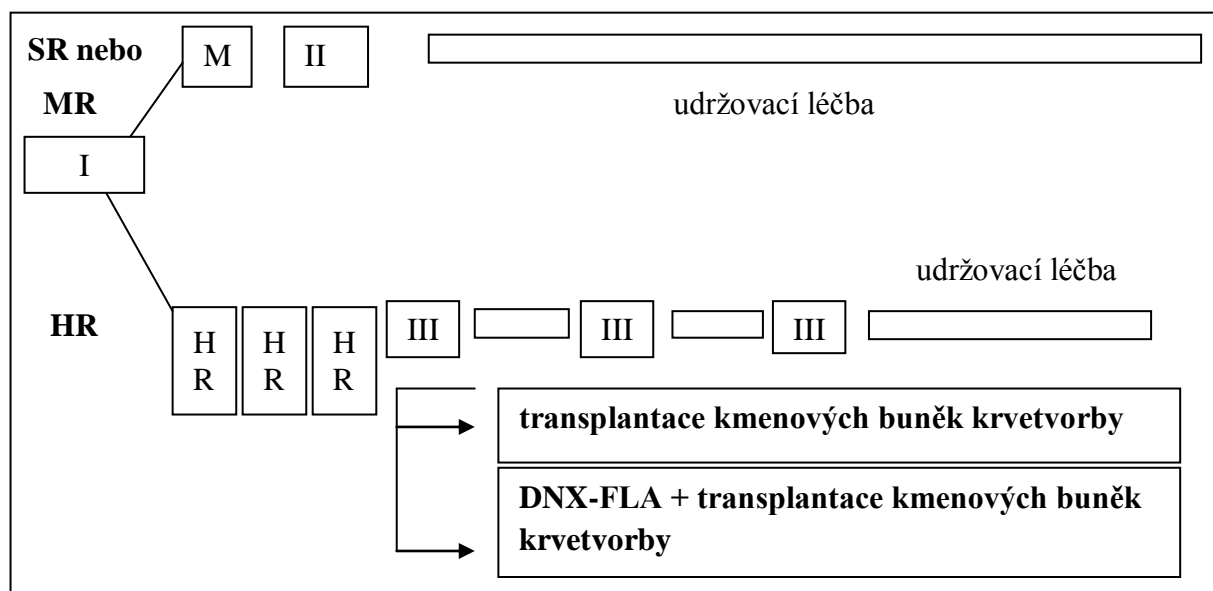 SR nebo
MR
M
II
udržovací léčba
I
udržovací léčba
HR
H
R
H
R
H
R
III
III
III
transplantace kmenových buněk krvetvorby
DNX-FLA + transplantace kmenových buněk
krvetvorby